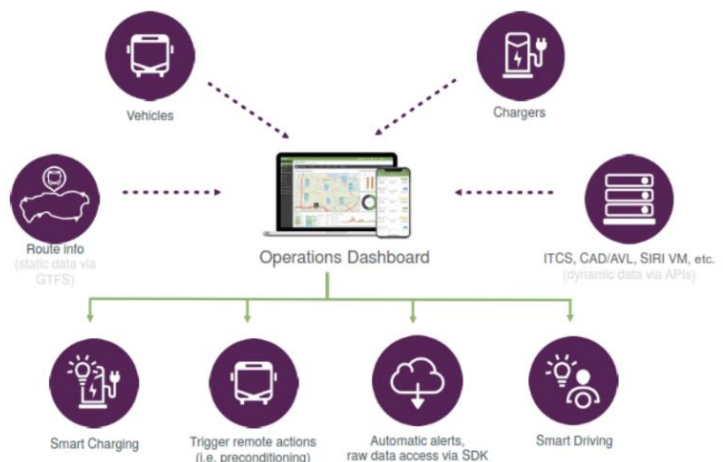 Vehicles
Chargers
Route info
(static data via
GTFS)
Operations Dashboard
ITCS, CAD/AVL, SIRI VM, etc.
(dynamic data via APIs)
Smart Charging
Trigger remote actions
(i.e. preconditioning)
Automatic alerts,
raw data access via SDK
Smart Driving